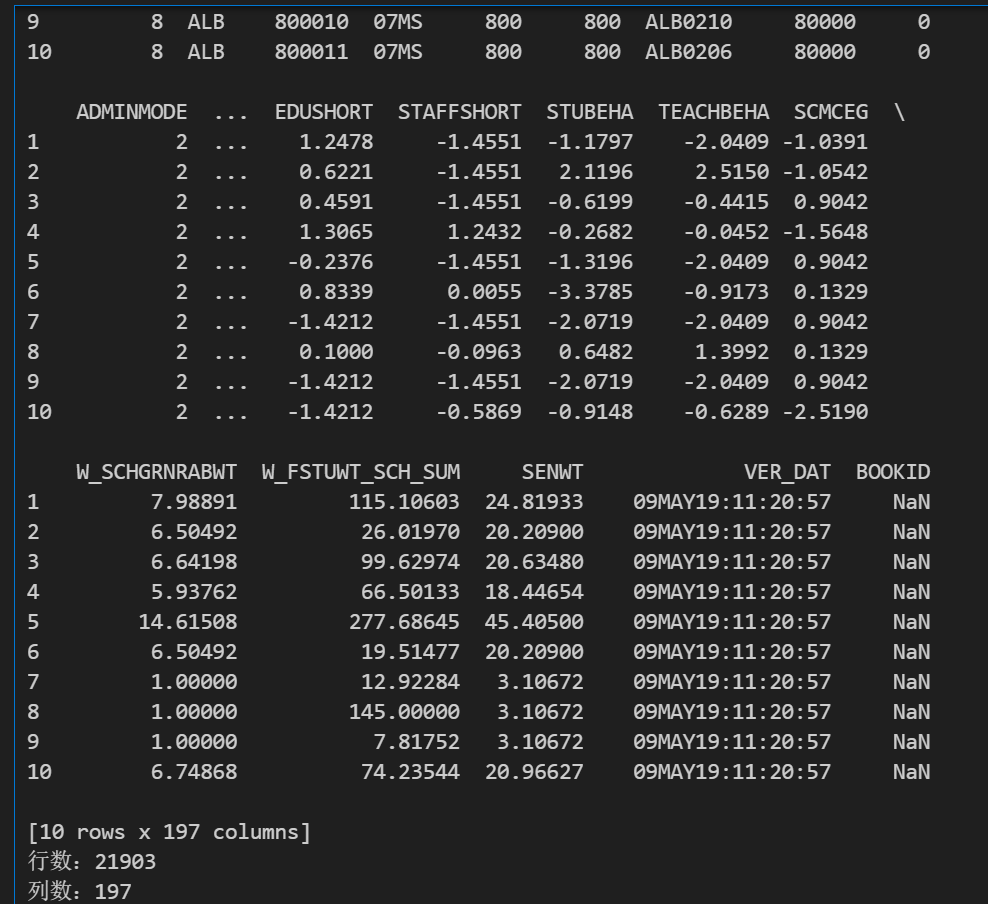 9          8  ALB    800010  07MS     800     800  ALB0210     80000     0
10         8  ALB    800011  07MS     800     800  ALB0206     80000     0
    ADMINMODE  ...  EDUSHORT  STAFFSHORT  STUBEHA  TEACHBEHA  SCMCEG  \
1           2  ...    1.2478     -1.4551  -1.1797    -2.0409 -1.0391
2           2  ...    0.6221     -1.4551   2.1196     2.5150 -1.0542
3           2  ...    0.4591     -1.4551  -0.6199    -0.4415  0.9042
4           2  ...    1.3065      1.2432  -0.2682    -0.0452 -1.5648
5           2  ...   -0.2376     -1.4551  -1.3196    -2.0409  0.9042
6           2  ...    0.8339      0.0055  -3.3785    -0.9173  0.1329
7           2  ...   -1.4212     -1.4551  -2.0719    -2.0409  0.9042
8           2  ...    0.1000     -0.0963   0.6482     1.3992  0.1329
9           2  ...   -1.4212     -1.4551  -2.0719    -2.0409  0.9042
10          2  ...   -1.4212     -0.5869  -0.9148    -0.6289 -2.5190
    W_SCHGRNRABWT  W_FSTUWT_SCH_SUM     SENWT             VER_DAT  BOOKID
1         7.98891         115.10603  24.81933    09MAY19:11:20:57     NaN
2         6.50492          26.01970  20.20900    09MAY19:11:20:57     NaN
3         6.64198          99.62974  20.63480    09MAY19:11:20:57     NaN
4         5.93762          66.50133  18.44654    09MAY19:11:20:57     NaN
5        14.61508         277.68645  45.40500    09MAY19:11:20:57     NaN
6         6.50492          19.51477  20.20900    09MAY19:11:20:57     NaN
7         1.00000          12.92284   3.10672    09MAY19:11:20:57     NaN
8         1.00000         145.00000   3.10672    09MAY19:11:20:57     NaN
9         1.00000           7.81752   3.10672    09MAY19:11:20:57     NaN
10        6.74868          74.23544  20.96627    09MAY19:11:20:57     NaN
[10 rows x 197 columns]
行数：21903
列数：197